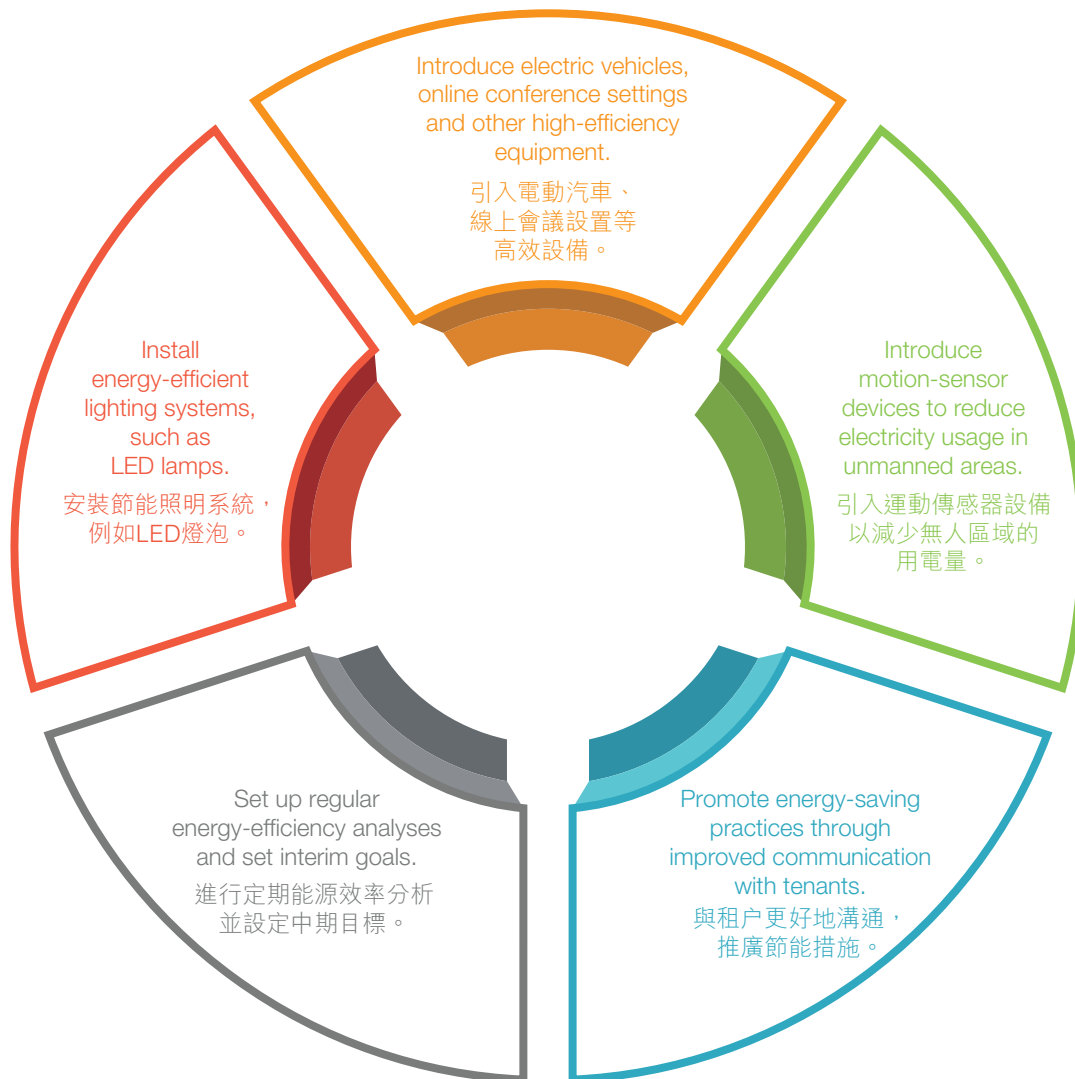 Introduce electric vehicles,
online conference settings
and other high-efficiency
equipment.
引入電動汽車、
線上會議設置等
高效設備。
Install
energy-efficient
lighting systems,
such as
LED lamps.
安裝節能照明系統，
例如LED燈泡。
Introduce
motion-sensor
devices to reduce
electricity usage in
unmanned areas.
引入運動傳感器設備
以減少無人區域的
用電量。
Set up regular
energy-efficiency analyses
and set interim goals.
進行定期能源效率分析
並設定中期目標。
Promote energy-saving
practices through
improved communication
with tenants.
與租户更好地溝通，
推廣節能措施。